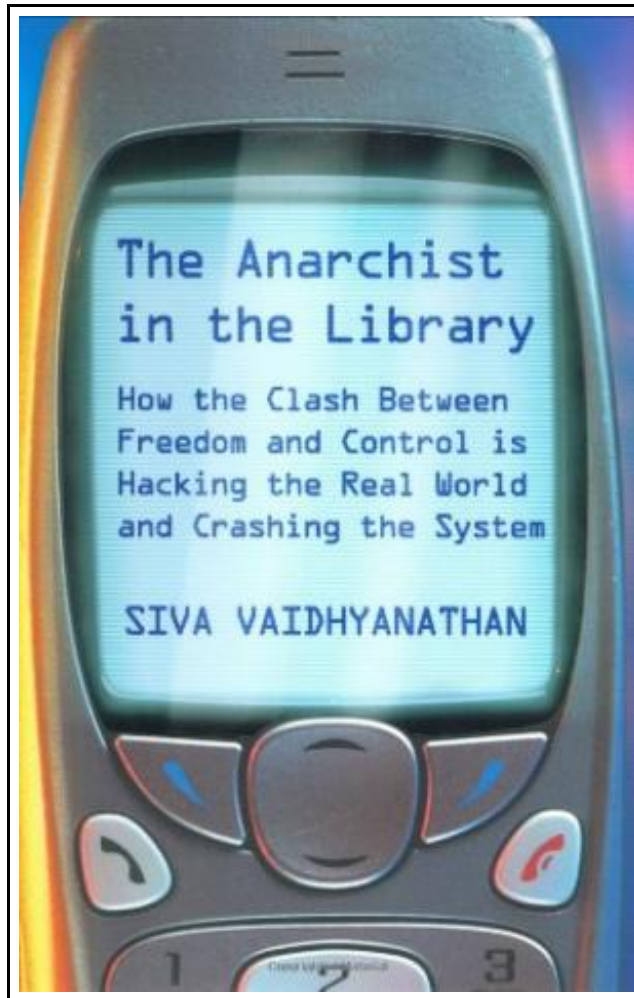 The Anarchist
in the Library
How the Clash Between
Freedom and Control is
Hacking the Real World
and Crashing the System
SIVA VAIDHYANATHAN
1
2
3